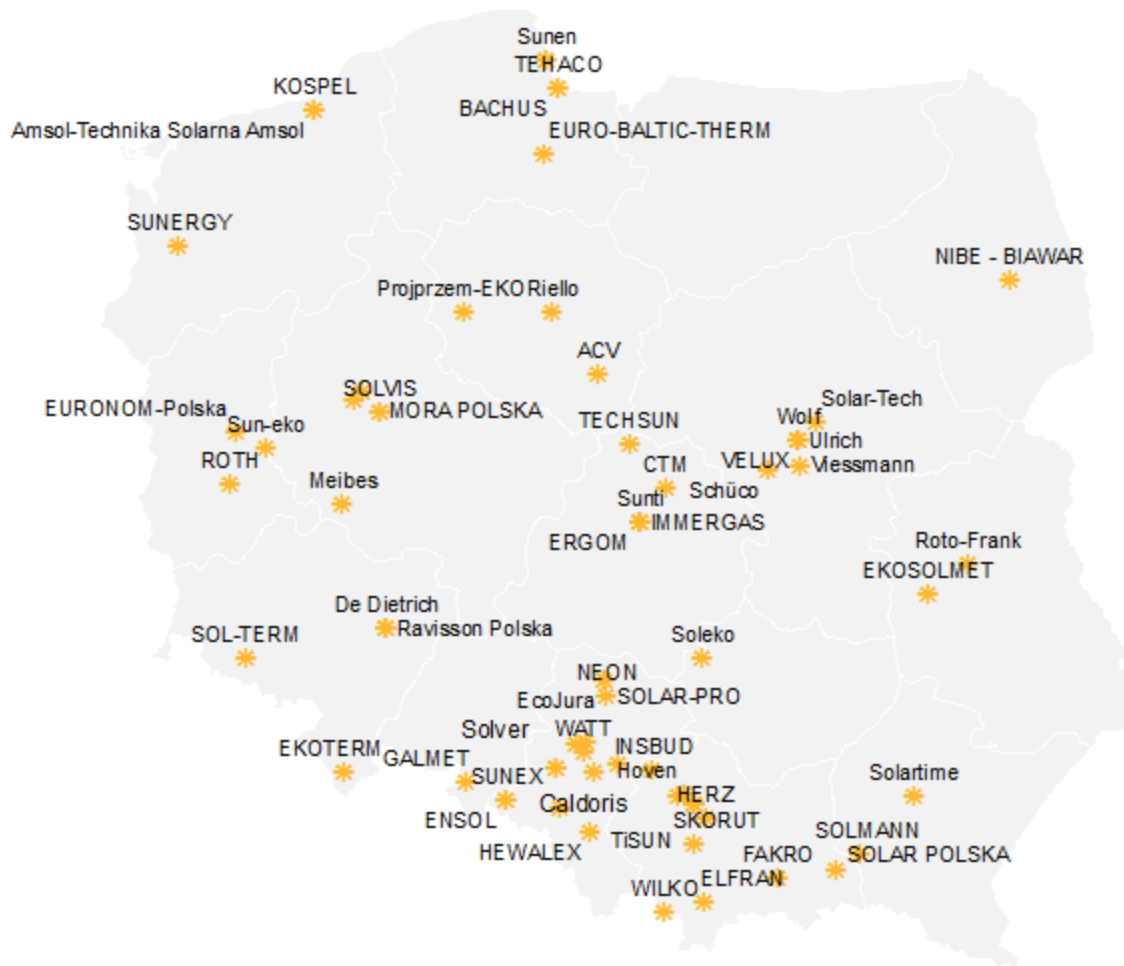 Sunen
TEHACO
KOSPEL
BACHUS
Amsol-Technika Solarna Amsol
EURO-BALTIC-THERM
SUNERGY
NIBE - BIAWAR
Projprzem-EKO
Riello
ACV
SOLVIS
Solar-Tech
EURONOM-Polska
MORA POLSKA
Sun-eko
TECHSUN
Wolf
Ulrich
ROTH
CTM
VELUX
Viessmann
Meibes
Sunti
Schüco
IMMERGAS
ERGOM
Roto-Frank
EKOSOLMET
De Dietrich
Ravisson Polska
SOL-TERM
Soleko
NEON
EcoJura
SOLAR-PRO
Solver
WATT
EKOTERM
GALMET
INSBUD
SUNEX
Hoven
Solartime
HERZ
Caldoris
ENSOL
SKORUT
SOLMANN
HEWALEX
TiSUN
FAKRO
SOLAR POLSKA
WILKO
ELFRAN